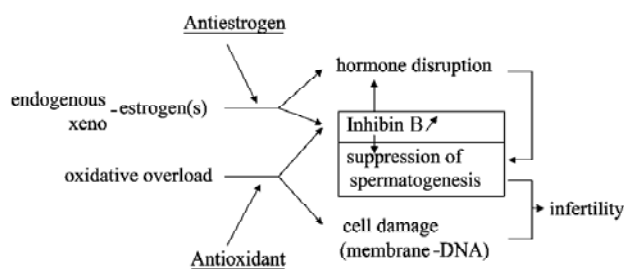 Antiestrogen
hormone disruption
endogenous
xeno -estrogen(s)
Inhibin B ↗
suppression of
spermatogenesis
oxidative overload
infertility
cell damage
(membrane-DNA)
Antioxidant